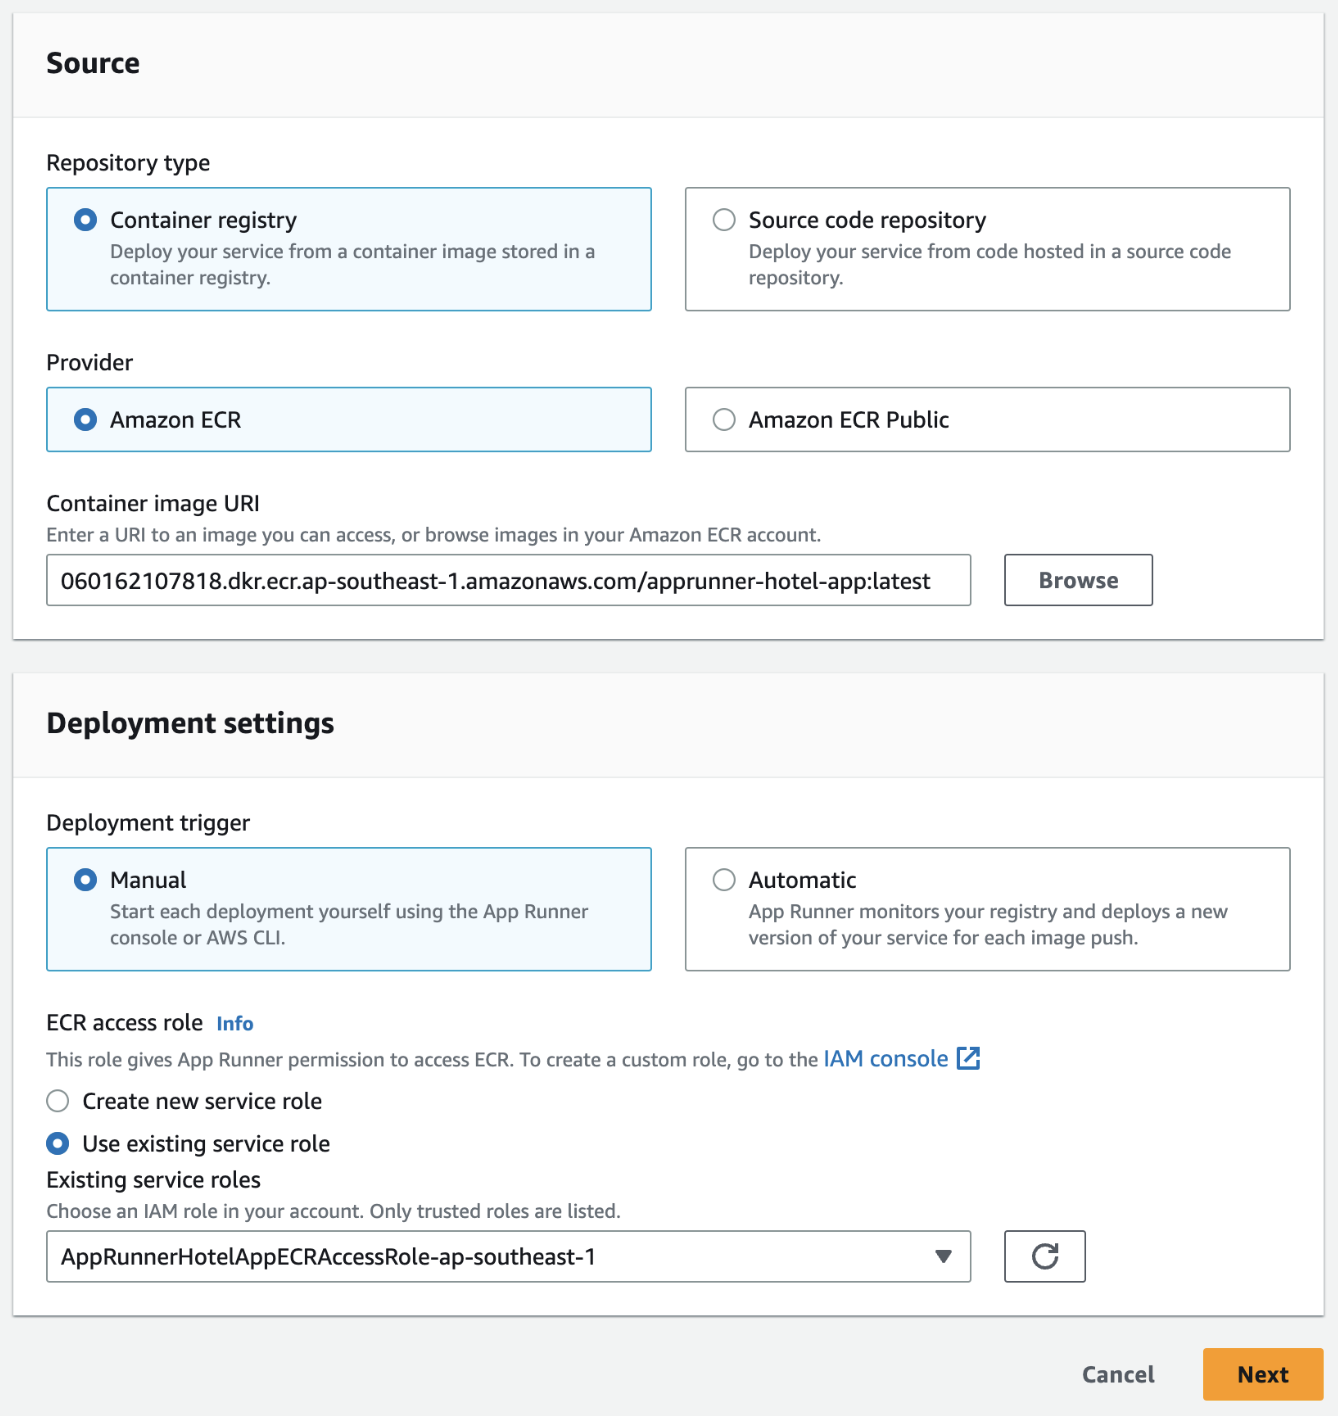 Source
Repository type
Container registry
Deploy your service from a container image stored in a
container registry.
Source code repository
Deploy your service from code hosted in a source code
repository.
Provider
Amazon ECR
Amazon ECR Public
Container image URI
Enter a URI to an image you can access, or browse images in your Amazon ECR account.
060162107818.dkr.ecr.ap-southeast-1.amazonaws.com/apprunner-hotel-app:latest
Browse
Deployment settings
Deployment trigger
Manual
Start each deployment yourself using the App Runner
console or AWS CLI.
Automatic
App Runner monitors your registry and deploys a new
version of your service for each image push.
ECR access role Info
This role gives App Runner permission to access ECR. To create a custom role, go to the IAM console
Create new service role
Use existing service role
Existing service roles
Choose an IAM role in your account. Only trusted roles are listed.
AppRunnerHotelAppECRAccessRole-ap-southeast-1
Cancel
Next